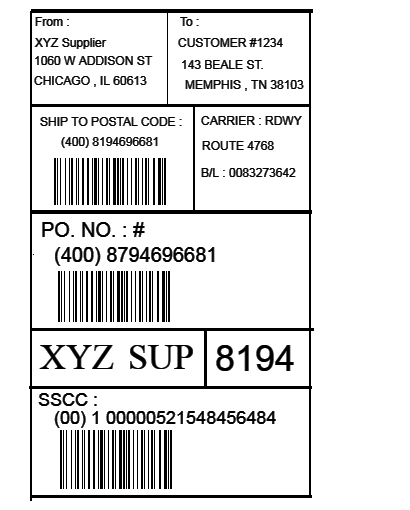 From :
XYZ Supplier
1060 W ADDISON ST
CHICAGO , IL 60613
To :
CUSTOMER #1234
143 BEALE ST.
MEMPHIS , TN 38103
SHIP TO POSTAL CODE :
(400) 8194696681
CARRIER : RDWY
ROUTE 4768
B/L : 0083273642
PO. NO. : #
(400) 8794696681
XYZ SUP
8194
SSCC :
(00) 1 00000521548456484